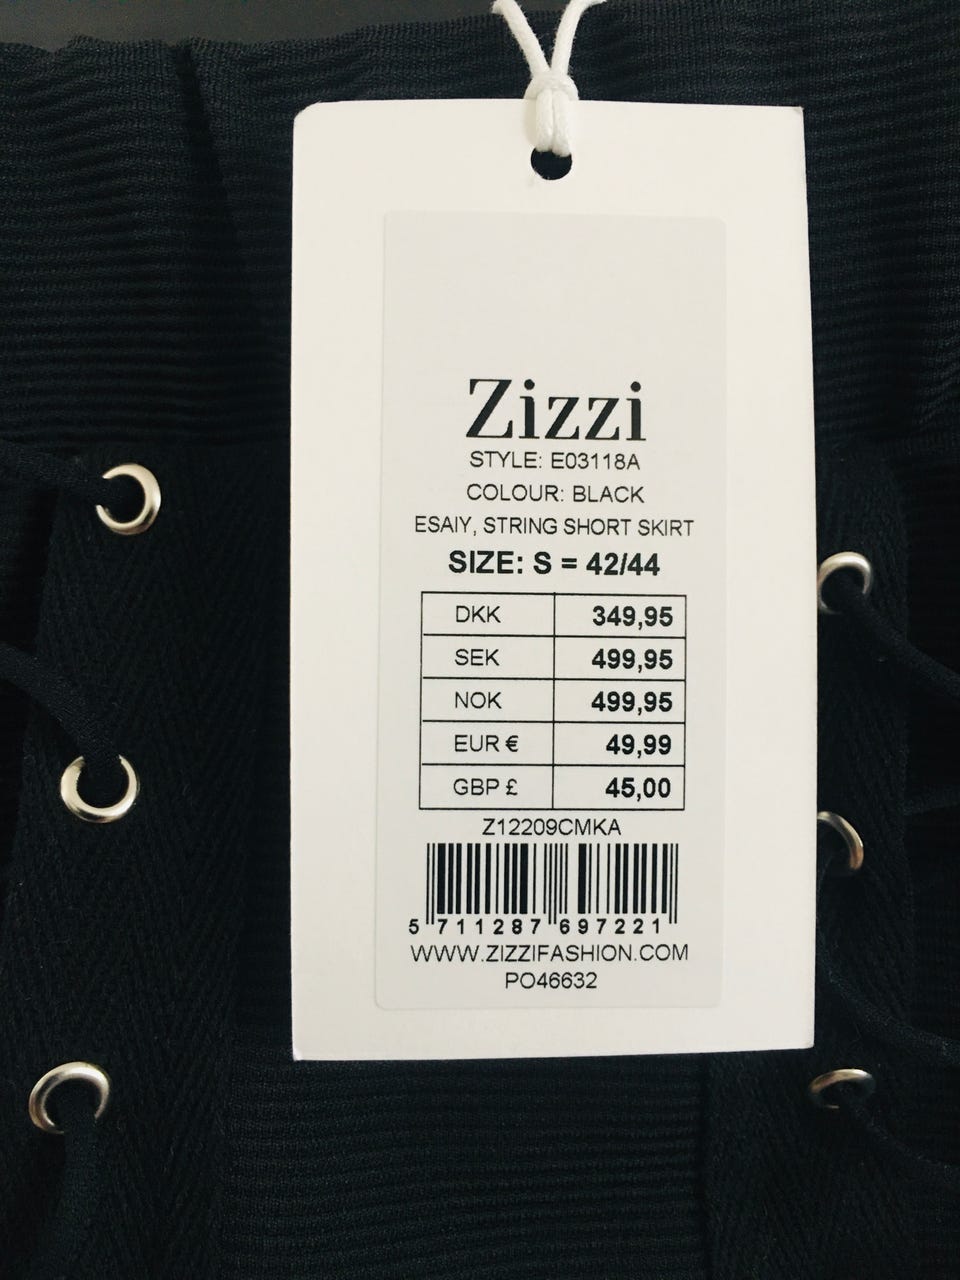 Zizzi
STYLE: E03118A
COLOUR: BLACK
ESAIY, STRING SHORT SKIRT
SIZE: S = 42/44
DKK 349,95
SEK 499,95
NOK 499,95
EUR € 49,99
GBP £ 45,00
Z12209CMKA
5 711287 697221
WWW.ZIZZIFASHION.COM
PO46632